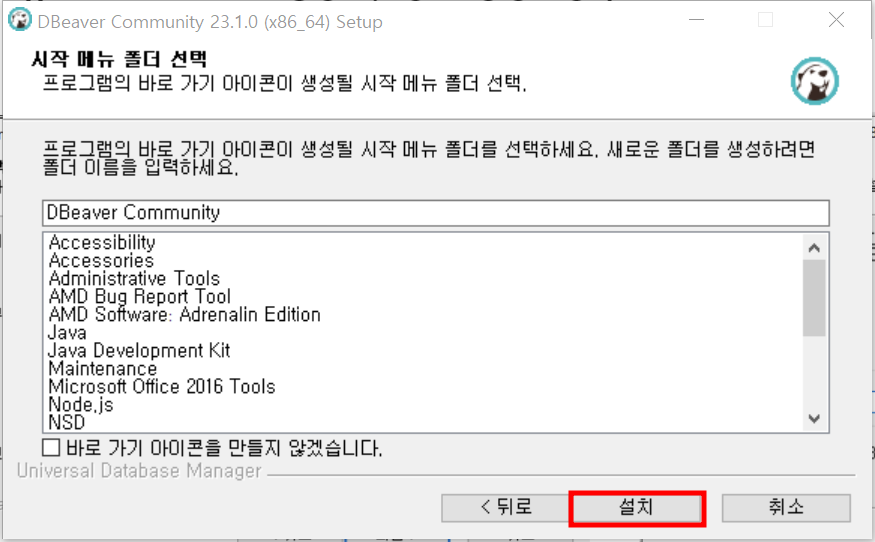 DBeaver Community 23.1.0 (x86_64) Setup
시작 메뉴 폴더 선택
프로그램의 바로 가기 아이콘이 생성될 시작 메뉴 폴더 선택.
프로그램의 바로 가기 아이콘이 생성될 시작 메뉴 폴더를 선택하세요. 새로운 폴더를 생성하려면
폴더 이름을 입력하세요.
DBeaver Community
Accessibility
Accessories
Administrative Tools
AMD Bug Report Tool
AMD Software: Adrenalin Edition
Java
Java Development Kit
Maintenance
Microsoft Office 2016 Tools
Node.js
NSD
바로 가기 아이콘을 만들지 않겠습니다.
Universal Database Manager
< 뒤로 설치 취소